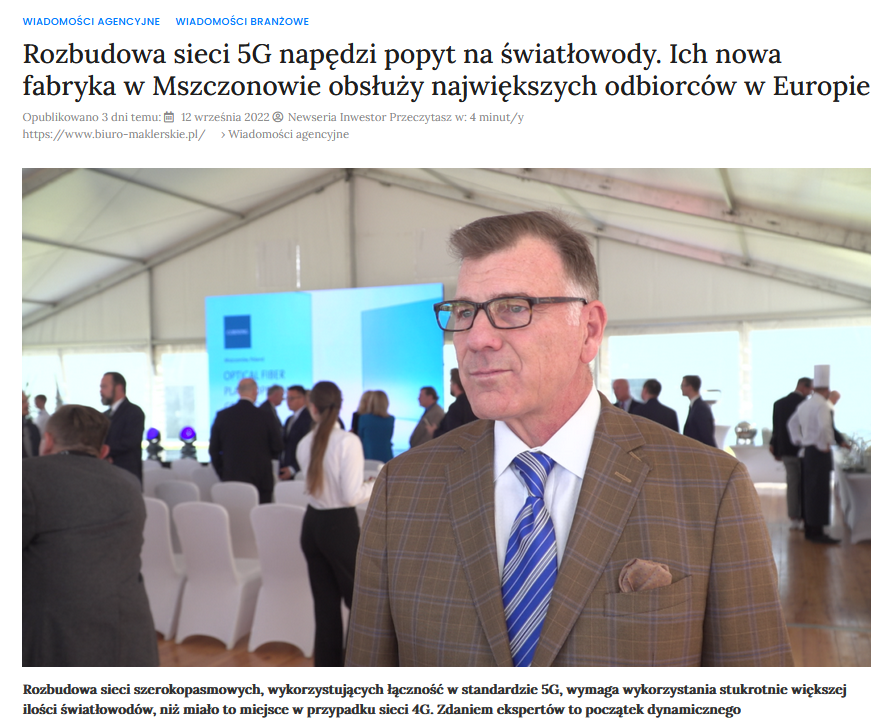 WIADOMOŚCI AGENCYJNE WIADOMOŚCI BRANŻOWE
Rozbudowa sieci 5G napędzi popyt na światłowody. Ich nowa
fabryka w Mszczonowie obsłuży największych odbiorców w Europie
Opublikowano 3 dni temu: 12 września 2022 Newseria Inwestor Przeczytasz w: 4 minut/y
https://www.biuro-maklerskie.pl/ › Wiadomości agencyjne
OPTICAL FIBER
Rozbudowa sieci szerokopasmowych, wykorzystujących łączność w standardzie 5G, wymaga wykorzystania stukrotnie większej
ilości światłowodów, niż miało to miejsce w przypadku sieci 4G. Zdaniem ekspertów to początek dynamicznego